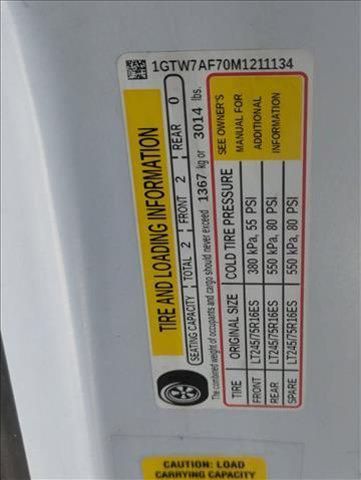 1GTW7AF70M1211134
TIRE AND LOADING INFORMATION
SEATING CAPACITY TOTAL 2 FRONT 2 REAR 0
The combined weight of occupants and cargo should never exceed 1367 kg or 3014 lbs.
TIRE ORIGINAL SIZE COLD TIRE PRESSURE SEE OWNER'S
FRONT LT245/75R16ES 380 kPa, 55 PSI MANUAL FOR
REAR LT245/75R16ES 550 kPa, 80 PSI ADDITIONAL
SPARE LT245/75R16ES 550 kPa, 80 PSI INFORMATION
CAUTION: LOAD
CARRYING CAPACITY